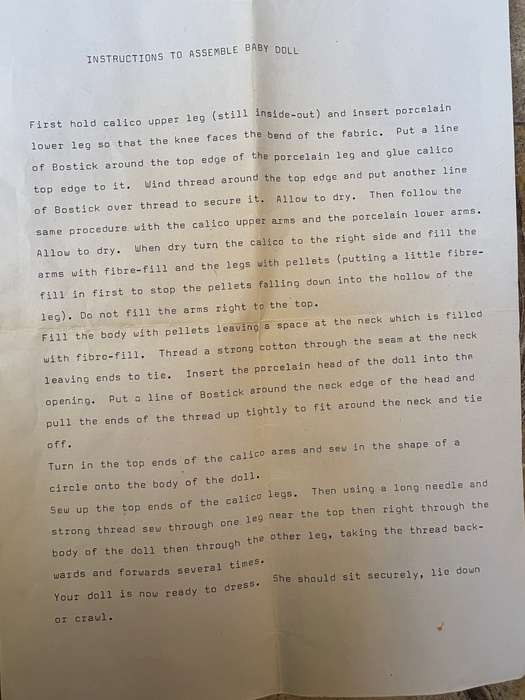 INSTRUCTIONS TO ASSEMBLE BABY DOLL
First hold calico upper leg (still inside-out) and insert porcelain
lower leg so that the knee faces the bend of the fabric. Put a line
of Bostick around the top edge of the porcelain leg and glue calico
top edge to it. Wind thread around the top edge and put another line
of Bostick over thread to secure it. Allow to dry. Then follow the
same procedure with the calico upper arms and the porcelain lower arms.
Allow to dry. When dry turn the calico to the right side and fill the
arms with fibre-fill and the legs with pellets (putting a little fibre-
fill in first to stop the pellets falling down into the hollow of the
leg). Do not fill the arms right to the top.
Fill the body with pellets leaving a space at the neck which is filled
with fibro-fill. Thread a strong cotton through the seam at the neck
leaving ends to tie. Insert the porcelain head of the doll into the
opening. Put a line of Bostick around the neck edge of the head and
pull the ends of the thread up tightly to fit around the neck and tie
off.
Turn in the top ends of the calico arms and sew in the shape of a
circle onto the body of the doll.
Sew up the top ends of the calico legs. Then using a long needle and
strong thread sew through one leg near the top then right through the
body of the doll then through the other leg, taking the thread back-
wards and forwards several times.
Your doll is now ready to dress. She should sit securely, lie down
or crawl.